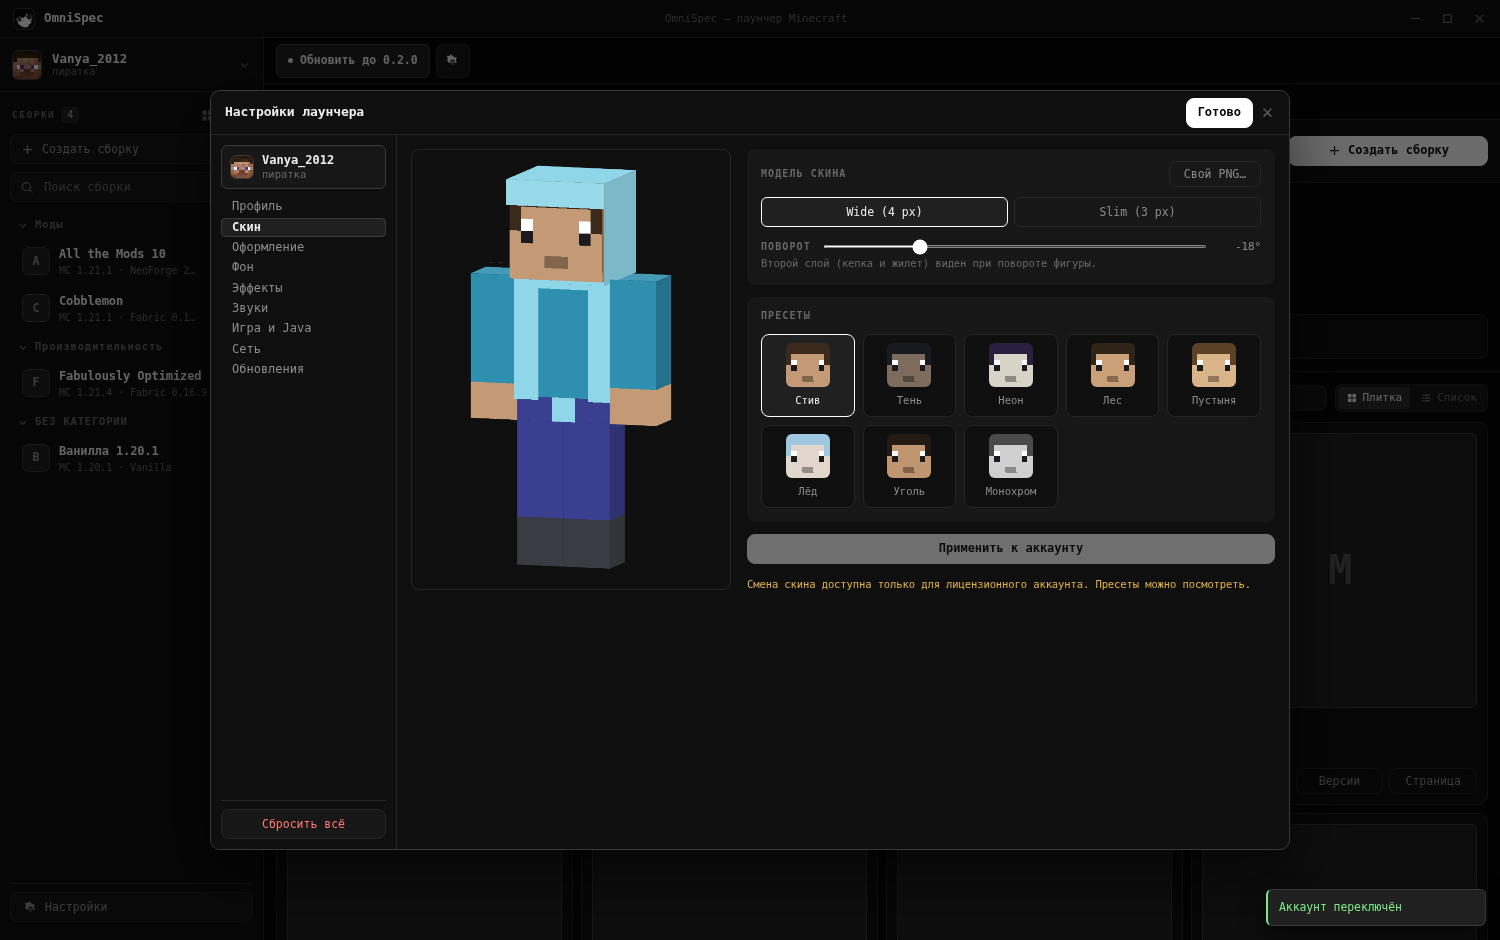 OmniSpec
OmniSpec — лаунчер Minecraft
Vanya_2012
пиратка
Обновить до 0.2.0
СБОРКИ 4
Создать сборку
Поиск сборки
Моды
A
All the Mods 10
MC 1.21.1 · NeoForge 2…
C
Cobblemon
MC 1.21.1 · Fabric 0.1…
Производительность
F
Fabulously Optimized
MC 1.21.4 · Fabric 0.16.9
БЕЗ КАТЕГОРИИ
В
Ванилла 1.20.1
MC 1.20.1 · Vanilla
Настройки
Настройки лаунчера
Готово
Vanya_2012
пиратка
Профиль
Скин
Оформление
Фон
Эффекты
Звуки
Игра и Java
Сеть
Обновления
Сбросить всё
МОДЕЛЬ СКИНА
Свой PNG…
Wide (4 px)
Slim (3 px)
ПОВОРОТ
-18°
Второй слой (кепка и жилет) виден при повороте фигуры.
ПРЕСЕТЫ
Стив
Тень
Неон
Лес
Пустыня
Лёд
Уголь
Монохром
Применить к аккаунту
Смена скина доступна только для лицензионного аккаунта. Пресеты можно посмотреть.
Создать сборку
Плитка
Список
M
Версии
Страница
Аккаунт переключён